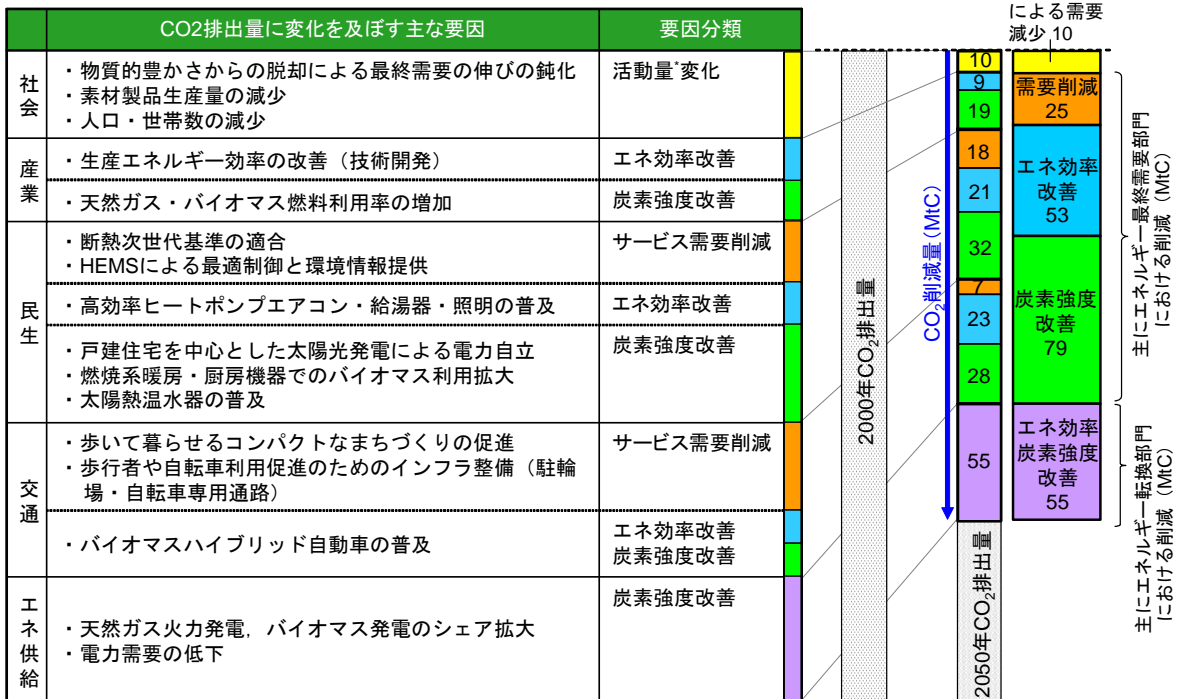 CO2排出量に変化を及ぼす主な要因
要因分類
社会
・物質的豊かさからの脱却による最終需要の伸びの鈍化
・素材製品生産量の減少
・人口・世帯数の減少
活動量*変化
産業
・生産エネルギー効率の改善（技術開発）
エネ効率改善
・天然ガス・バイオマス燃料利用率の増加
炭素強度改善
民生
・断熱次世代基準の適合
・HEMSによる最適制御と環境情報提供
サービス需要削減
・高効率ヒートポンプエアコン・給湯器・照明の普及
エネ効率改善
・戸建住宅を中心とした太陽光発電による電力自立
・燃焼系暖房・厨房機器でのバイオマス利用拡大
・太陽熱温水器の普及
炭素強度改善
交通
・歩いて暮らせるコンパクトなまちづくりの促進
・歩行者や自転車利用促進のためのインフラ整備（駐輪
場・自転車専用通路）
サービス需要削減
・バイオマスハイブリッド自動車の普及
エネ効率改善
炭素強度改善
エネ供給
・天然ガス火力発電，バイオマス発電のシェア拡大
・電力需要の低下
炭素強度改善
2000年CO2排出量
CO2削減量（MtC）
10
9
19
18
21
32
7
23
28
55
2050年CO2排出量
による需要
減少 10
需要削減
25
エネ効率
改善
53
炭素強度
改善
79
エネ効率
炭素強度
改善
55
主にエネルギー最終需要部門
における削減（MtC）
主にエネルギー転換部門
における削減（MtC）